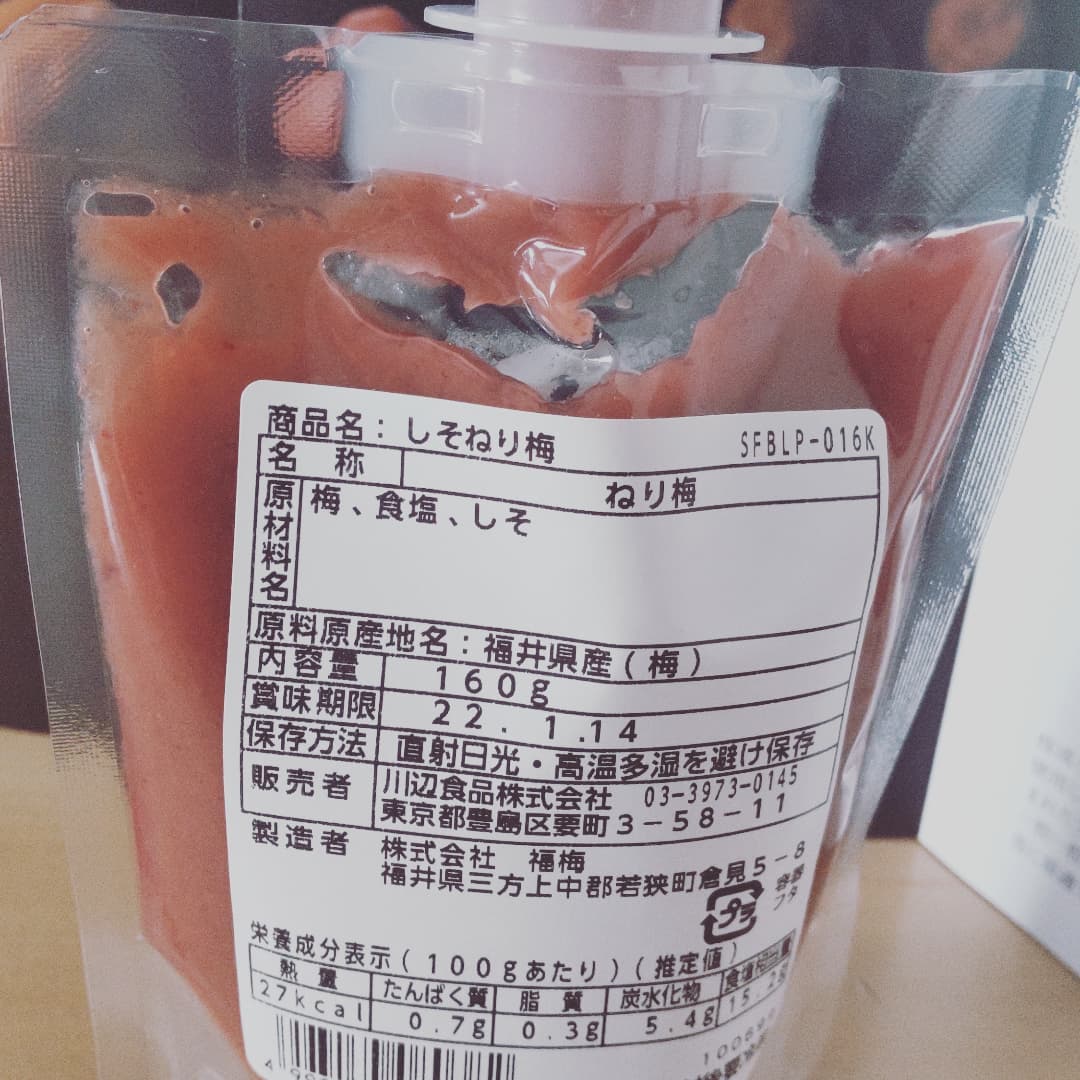 商品名：しそねり梅 SFBLP-016K
名称 ねり梅
原材料名 梅、食塩、しそ
原料原産地名：福井県産(梅)
内容量 160g
賞味期限 22.1.14
保存方法 直射日光・高温多湿を避け保存
販売者 川辺食品株式会社 03-3973-0145
東京都豊島区要町3-58-11
製造者 株式会社 福梅
福井県三方上中郡若狭町倉見5-8
プラ 容器
フタ
栄養成分表示(100gあたり)(推定値)
熱量 たんぱく質 脂質 炭水化物 食塩相当量
27kcal 0.7g 0.3g 5.4g 15.2g